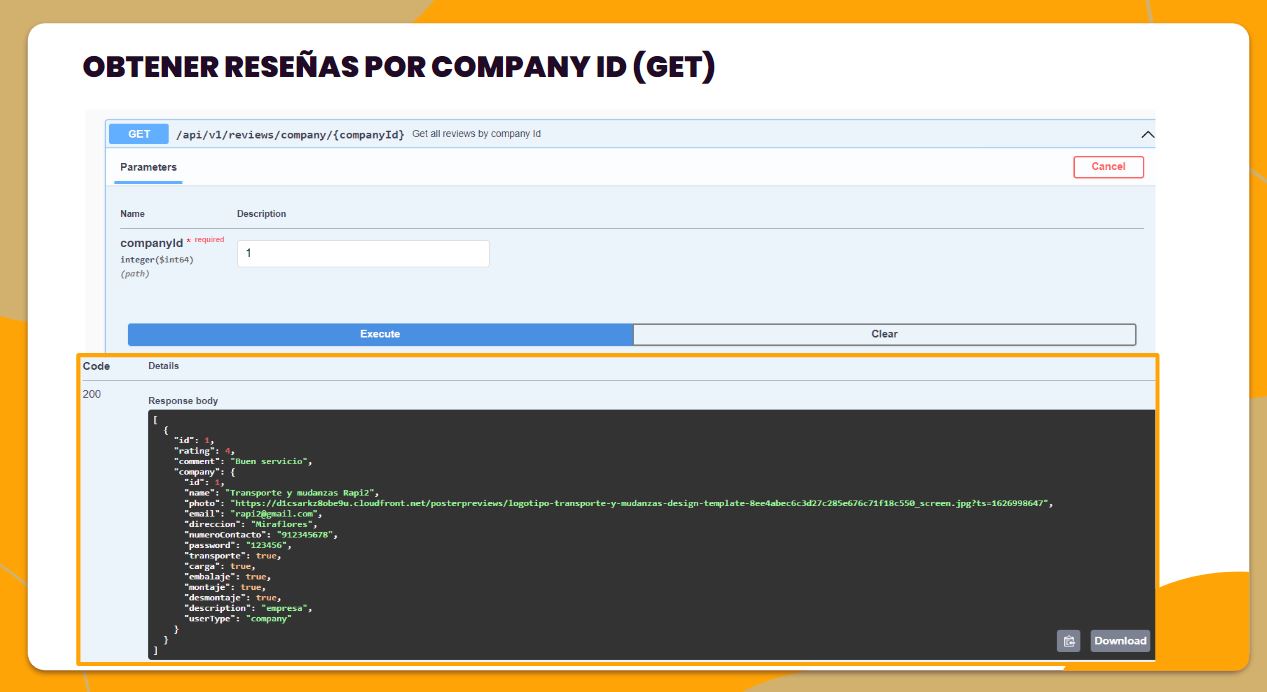 OBTENER RESEÑAS POR COMPANY ID (GET)
GET /api/v1/reviews/company/{companyId} Get all reviews by company Id
Parameters
Cancel
Name Description
companyId * required
integer($int64)
(path)
1
Execute Clear
Code Details
200
Response body
[
{
"id": 1,
"rating": 4,
"comment": "Buen servicio",
"company": {
"id": 1,
"name": "Transporte y mudanzas Rapi2",
"photo": "https://d1csarkz8obe9u.cloudfront.net/posterpreviews/logotipo-transporte-y-mudanzas-design-template-8ee4abec6c3d27c285e676c71f18c550_screen.jpg?ts=1626998647",
"email": "rapi2@gmail.com",
"direccion": "Miraflores",
"numeroContacto": "912345678",
"password": "123456",
"transporte": true,
"carga": true,
"embalaje": true,
"montaje": true,
"desmontaje": true,
"description": "empresa",
"userType": "company"
}
}
]
Download